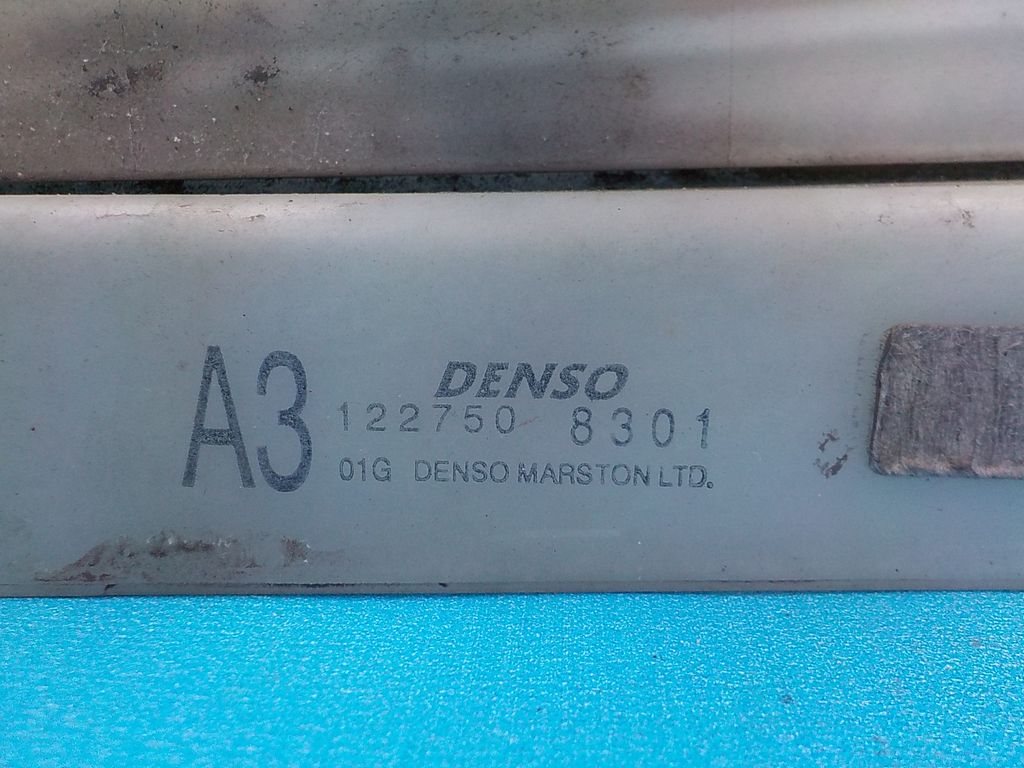 A3
DENSO
122750 8301
01G DENSO MARSTON LTD.